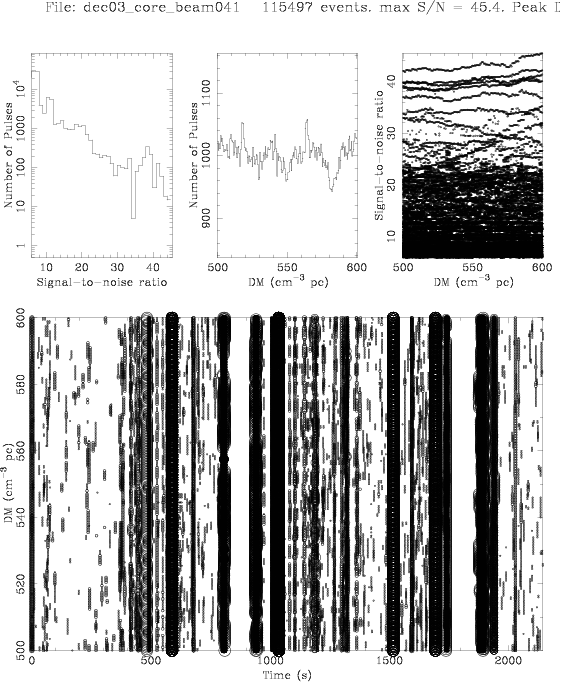 File: dec03_core_beam041 115497 events. max S/N = 45.4. Peak D
Number of Pulses
10⁴
1000
100
10
1
10 20 30 40
Signal−to−noise ratio
Number of Pulses
1100
1000
900
500 550 600
DM (cm⁻³ pc)
Signal−to−noise ratio
40
30
20
10
500 550 600
DM (cm⁻³ pc)
DM (cm⁻³ pc)
600
580
560
540
520
500
0 500 1000 1500 2000
Time (s)